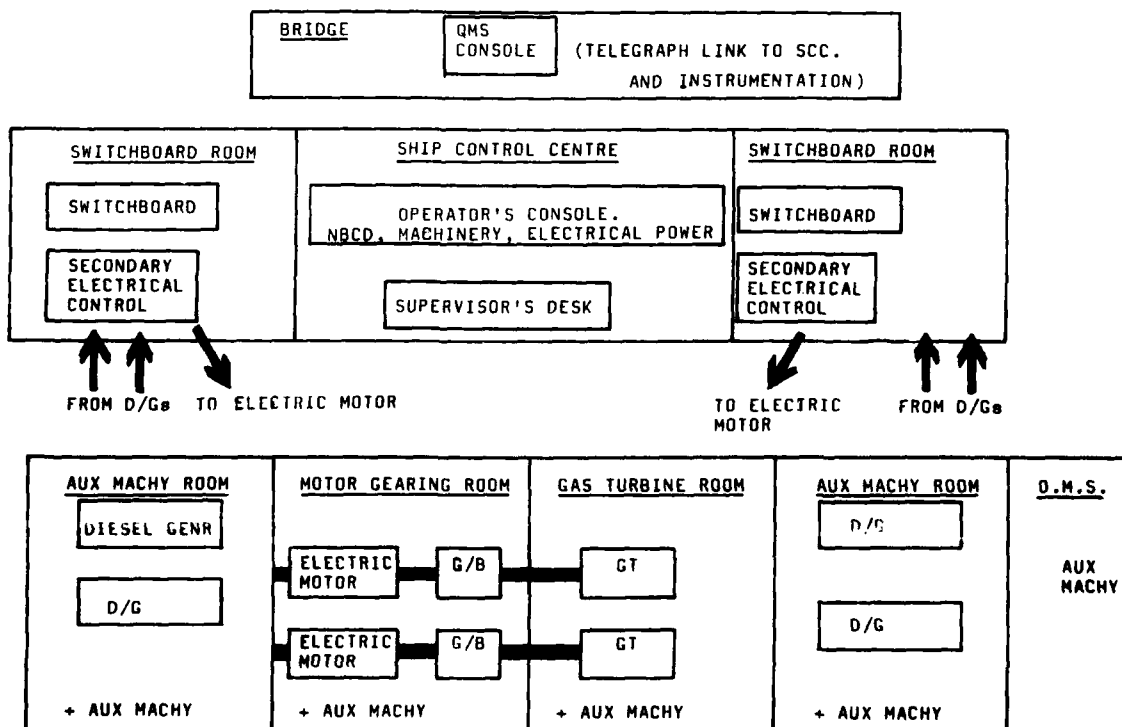 BRIDGE
QMS
CONSOLE
(TELEGRAPH LINK TO SCC.
AND INSTRUMENTATION)
SWITCHBOARD ROOM
SWITCHBOARD
SECONDARY
ELECTRICAL
CONTROL
SHIP CONTROL CENTRE
OPERATOR'S CONSOLE.
NBCD, MACHINERY, ELECTRICAL POWER
SUPERVISOR'S DESK
SWITCHBOARD ROOM
SWITCHBOARD
SECONDARY
ELECTRICAL
CONTROL
FROM D/Gs
TO ELECTRIC MOTOR
TO ELECTRIC
MOTOR
FROM D/Gs
AUX MACHY ROOM
DIESEL GENR
D/G
+ AUX MACHY
MOTOR GEARING ROOM
ELECTRIC
MOTOR
G/B
ELECTRIC
MOTOR
G/B
+ AUX MACHY
GAS TURBINE ROOM
GT
GT
+ AUX MACHY
AUX MACHY ROOM
D/G
D/G
+ AUX MACHY
O.M.S.
AUX
MACHY